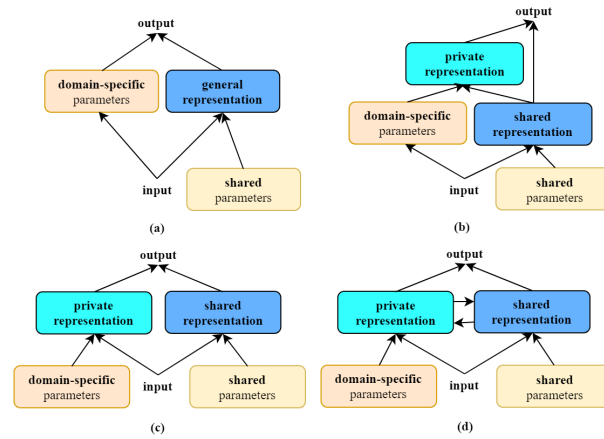 output
domain-specific
parameters
general
representation
input
shared
parameters
(a)
output
private
representation
domain-specific
parameters
shared
representation
input
shared
parameters
(b)
output
private
representation
shared
representation
domain-specific
parameters
input
shared
parameters
(c)
output
private
representation
shared
representation
domain-specific
parameters
input
shared
parameters
(d)